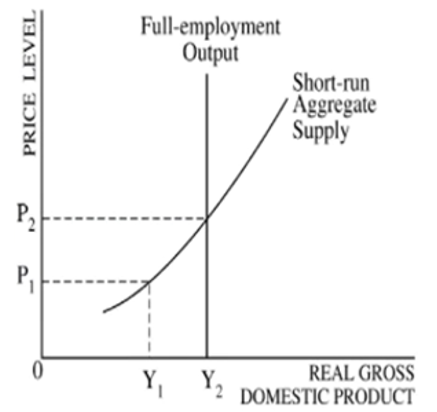 PRICE LEVEL
Full-employment
Output
Short-run
Aggregate
Supply
P2
P1
0
Y1
Y2
REAL GROSS
DOMESTIC PRODUCT